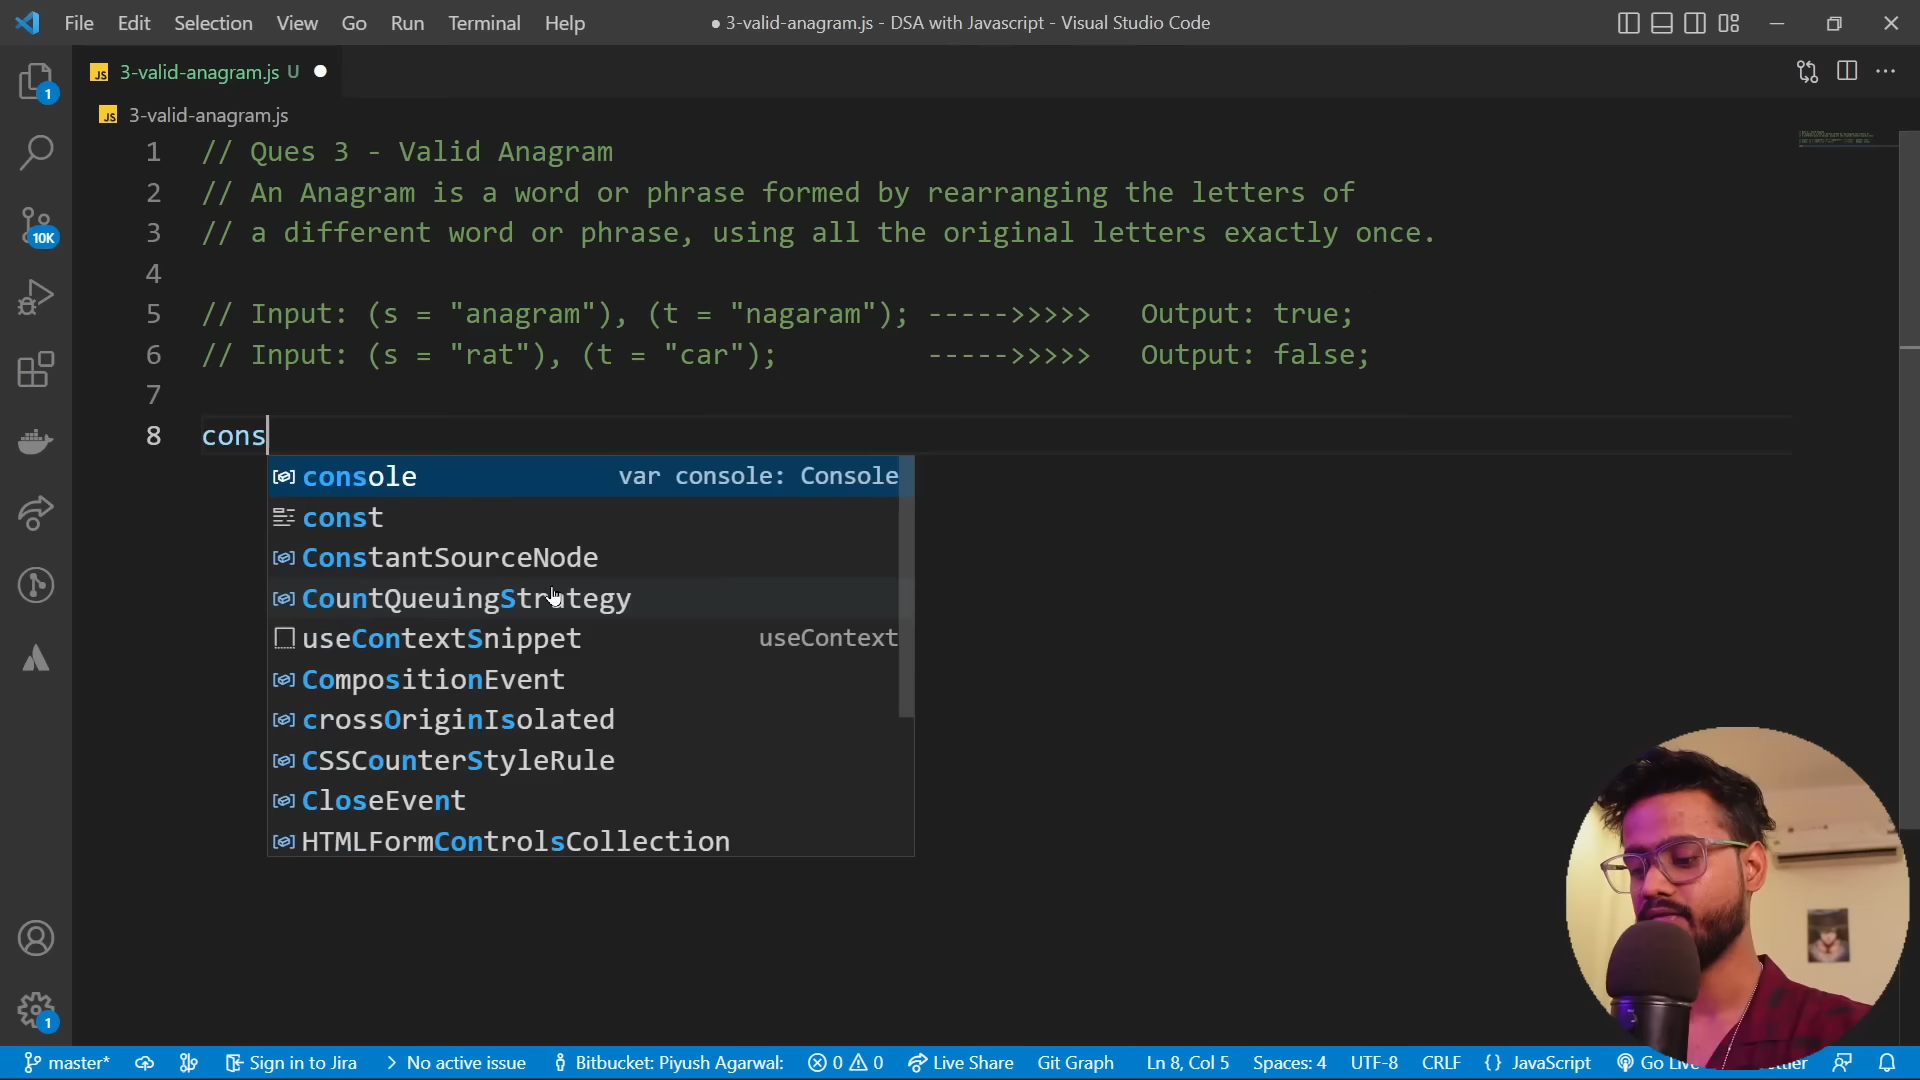 File Edit Selection View Go Run Terminal Help
● 3-valid-anagram.js - DSA with Javascript - Visual Studio Code
JS 3-valid-anagram.js U ●
JS 3-valid-anagram.js
1
10K
1
1 // Ques 3 - Valid Anagram
2 // An Anagram is a word or phrase formed by rearranging the letters of
3 // a different word or phrase, using all the original letters exactly once.
4
5 // Input: (s = "anagram"), (t = "nagaram"); ----->>>>> Output: true;
6 // Input: (s = "rat"), (t = "car"); ----->>>>> Output: false;
7
8 cons
console var console: Console
const
ConstantSourceNode
CountQueuingStrategy
useContextSnippet useContext
CompositionEvent
crossOriginIsolated
CSSCounterStyleRule
CloseEvent
HTMLFormControlsCollection
master* Sign in to Jira No active issue Bitbucket: Piyush Agarwal: 0 0 Live Share Git Graph Ln 8, Col 5 Spaces: 4 UTF-8 CRLF {} JavaScript Go